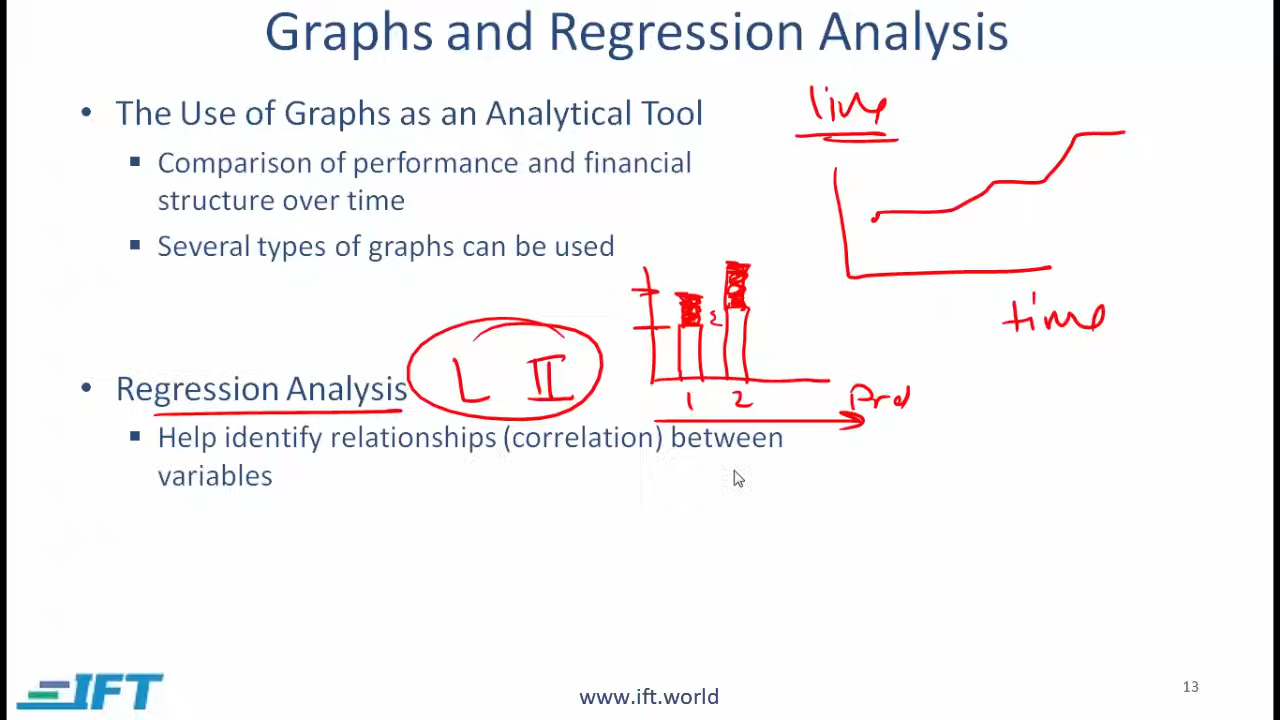 Graphs and Regression Analysis
• The Use of Graphs as an Analytical Tool
line
▪ Comparison of performance and financial
structure over time
▪ Several types of graphs can be used
time
L II
1 2
• Regression Analysis
▪ Help identify relationships (correlation) between
variables
IFT
www.ift.world
13